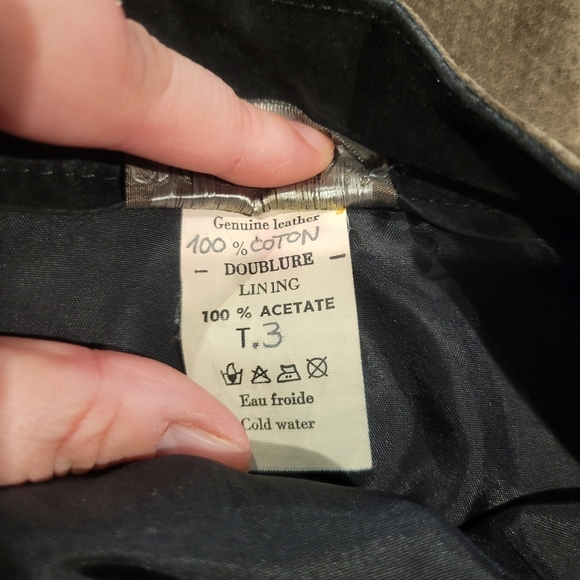 Genuine leather
100 % COTON
- DOUBLURE -
LINING
100 % ACETATE
T.3
Eau froide
Cold water